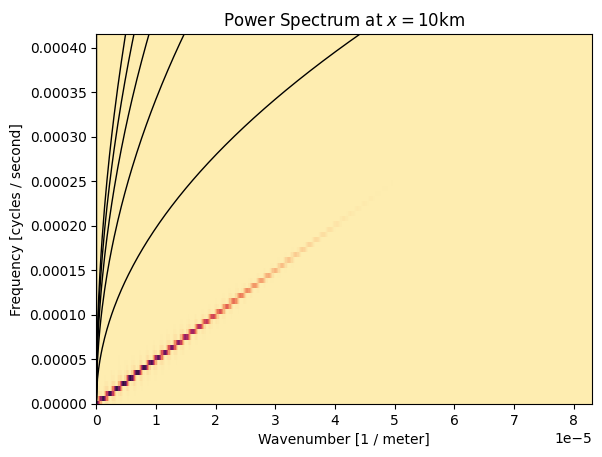 Power Spectrum at x = 10km
Frequency [cycles / second]
0.00040
0.00035
0.00030
0.00025
0.00020
0.00015
0.00010
0.00005
0.00000
0 1 2 3 4 5 6 7 8
1e−5
Wavenumber [1 / meter]